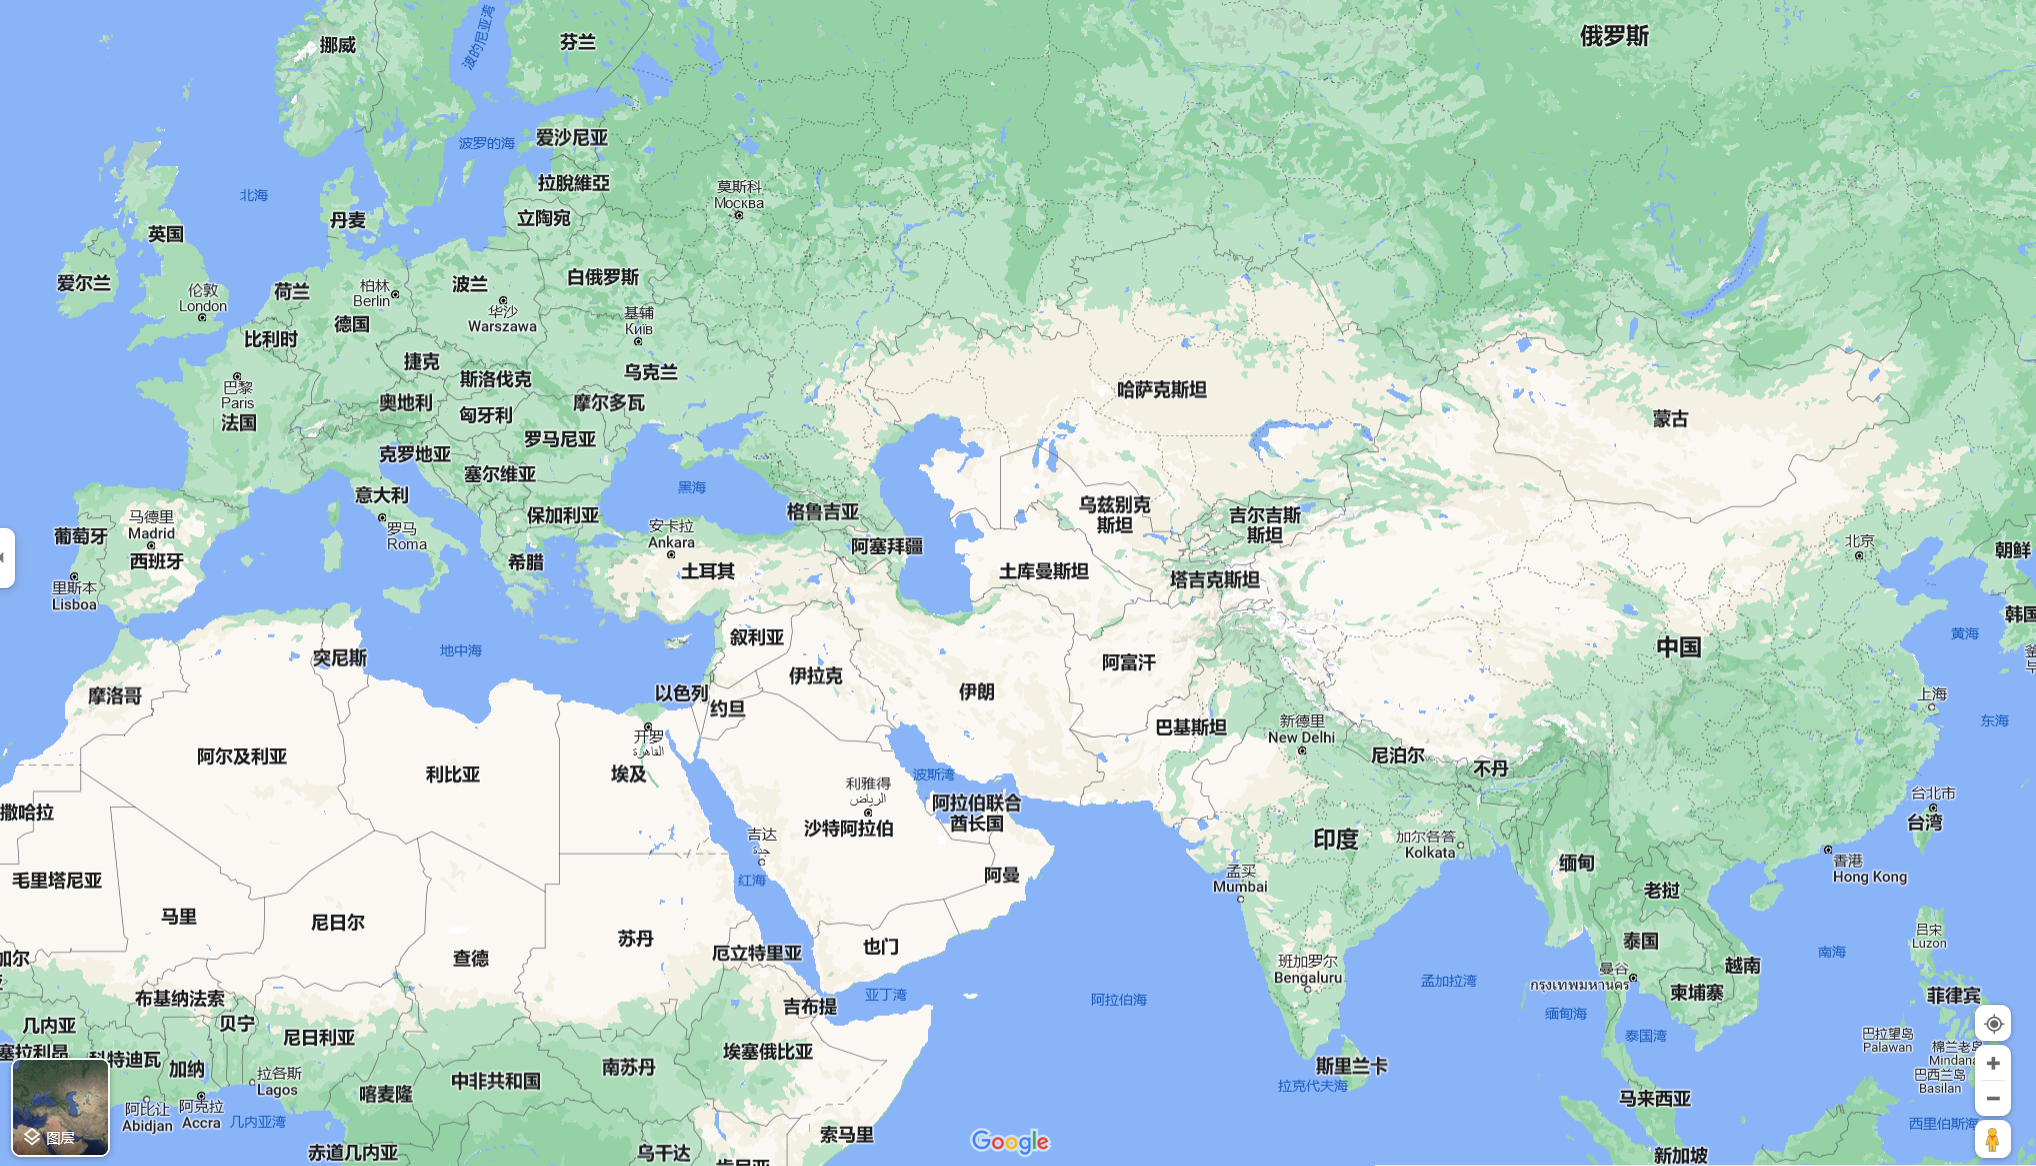 挪威
波的尼亚湾
芬兰
俄罗斯
波罗的海
爱沙尼亚
拉脫維亞
北海
丹麦
立陶宛
莫斯科
Москва
英国
爱尔兰
伦敦
London
荷兰
柏林
Berlin
波兰
华沙
Warszawa
白俄罗斯
基辅
Київ
比利时
德国
捷克
斯洛伐克
乌克兰
巴黎
Paris
法国
奥地利
匈牙利
摩尔多瓦
哈萨克斯坦
蒙古
克罗地亚
罗马尼亚
塞尔维亚
黑海
意大利
保加利亚
格鲁吉亚
乌兹别克
斯坦
吉尔吉斯
斯坦
马德里
Madrid
葡萄牙
西班牙
罗马
Roma
安卡拉
Ankara
阿塞拜疆
北京
朝鲜
希腊
土耳其
土库曼斯坦
塔吉克斯坦
里斯本
Lisboa
韩国
黄海
叙利亚
地中海
突尼斯
伊拉克
阿富汗
中国
摩洛哥
以色列
约旦
伊朗
巴基斯坦
新德里
New Delhi
上海
东海
开罗
القاهرة
阿尔及利亚
利比亚
埃及
波斯湾
尼泊尔
不丹
利雅得
الرياض
撒哈拉
阿拉伯联合
酋长国
沙特阿拉伯
吉达
جدة
印度
加尔各答
Kolkata
台北市
台湾
红海
阿曼
孟买
Mumbai
缅甸
香港
Hong Kong
毛里塔尼亚
老挝
马里
尼日尔
苏丹
查德
厄立特里亚
也门
泰国
吕宋
Luzon
加尔
班加罗尔
Bengaluru
越南
南海
曼谷
กรุงเทพมหานคร
布基纳法索
亚丁湾
阿拉伯海
孟加拉湾
柬埔寨
菲律宾
吉布提
几内亚
贝宁
尼日利亚
缅甸海
泰国湾
巴拉望岛
Palawan
塞拉利昂
科特迪瓦
加纳
埃塞俄比亚
棉兰老岛
Mindana
南苏丹
斯里兰卡
拉各斯
Lagos
中非共和国
拉克代夫海
巴西兰岛
Basilan
喀麦隆
阿比让
Abidjan
阿克拉
Accra
几内亚湾
马来西亚
西里伯斯海
图层
索马里
Google
赤道几内亚
乌干达
肯尼亚
新加坡